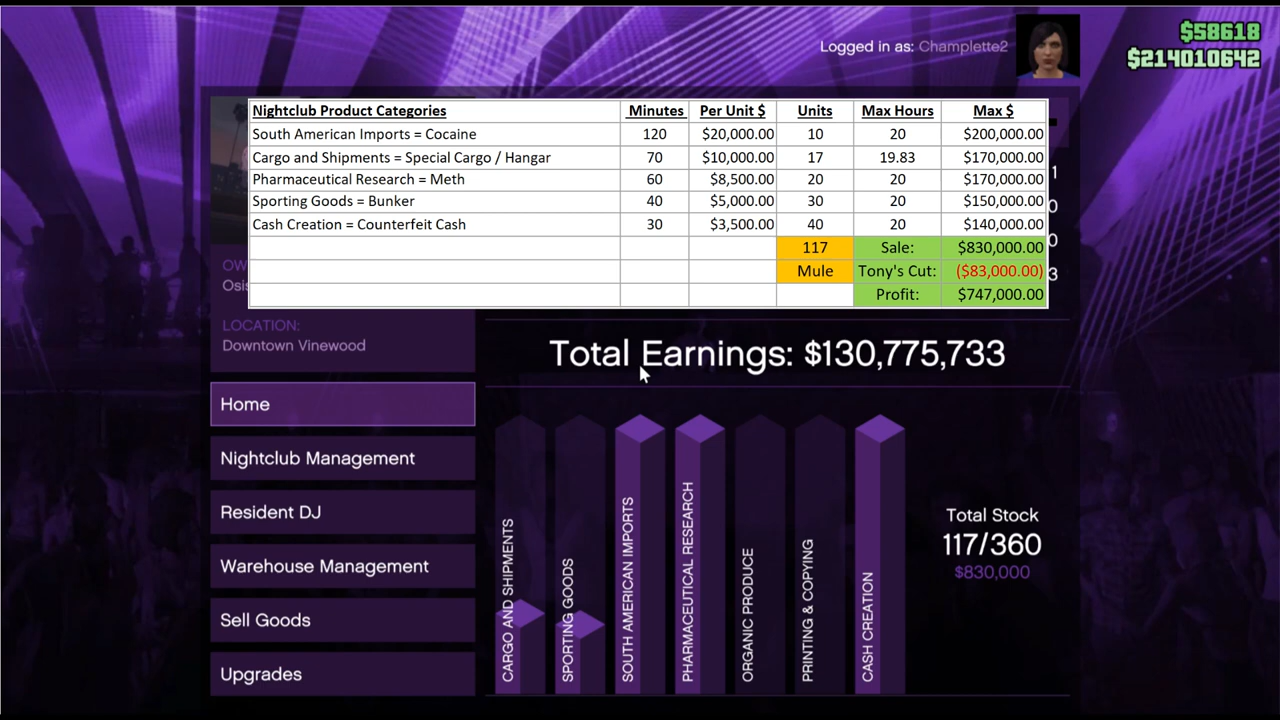 $58618
Logged in as: Champlette2
$214010642
Nightclub Product Categories Minutes Per Unit $ Units Max Hours Max $
South American Imports = Cocaine 120 $20,000.00 10 20 $200,000.00
Cargo and Shipments = Special Cargo / Hangar 70 $10,000.00 17 19.83 $170,000.00
Pharmaceutical Research = Meth 60 $8,500.00 20 20 $170,000.00
1
Sporting Goods = Bunker 40 $5,000.00 30 20 $150,000.00
0
Cash Creation = Counterfeit Cash 30 $3,500.00 40 20 $140,000.00
117 Sale: $830,000.00
0
OW
Mule Tony's Cut: ($83,000.00)
3
Osis
Profit: $747,000.00
LOCATION:
Downtown Vinewood
Total Earnings: $130,775,733
Home
Nightclub Management
Resident DJ
Warehouse Management
Sell Goods
Upgrades
CARGO AND SHIPMENTS
SPORTING GOODS
SOUTH AMERICAN IMPORTS
PHARMACEUTICAL RESEARCH
ORGANIC PRODUCE
PRINTING & COPYING
CASH CREATION
Total Stock
117/360
$830,000